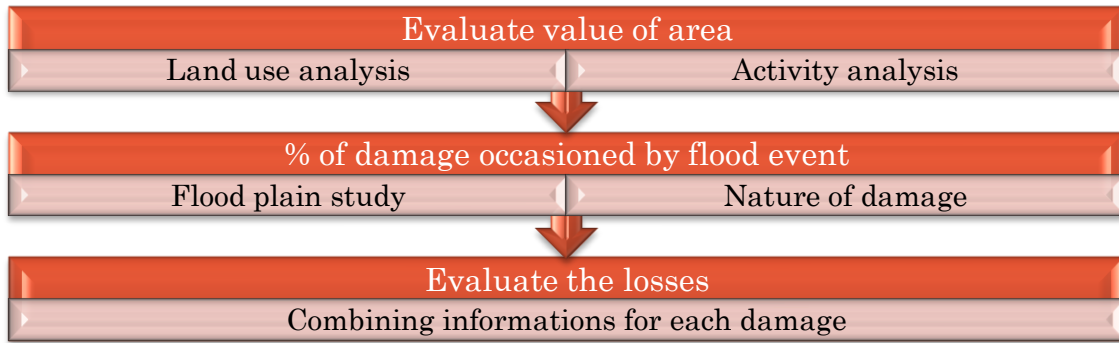 Evaluate value of area
Land use analysis
Activity analysis
% of damage occasioned by flood event
Flood plain study
Nature of damage
Evaluate the losses
Combining informations for each damage